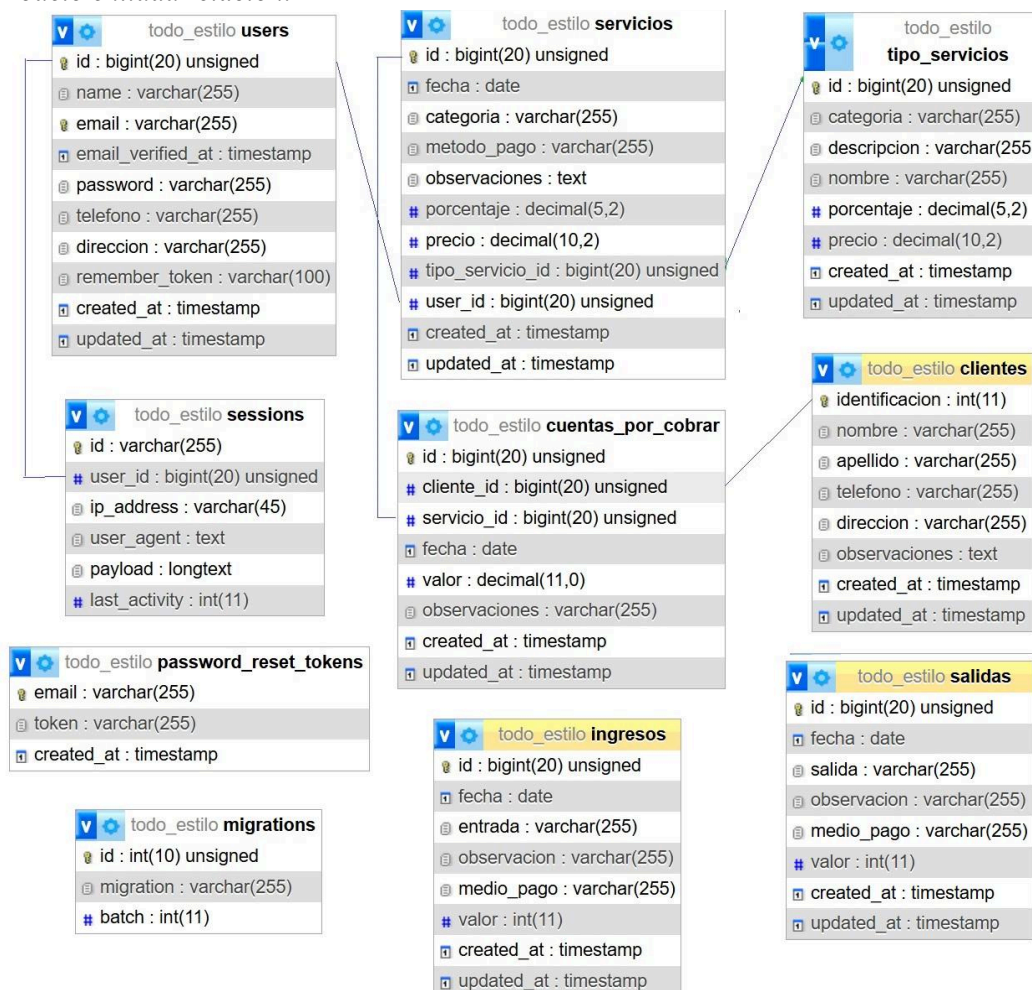 todo_estilo users
id : bigint(20) unsigned
name : varchar(255)
email : varchar(255)
email_verified_at : timestamp
password : varchar(255)
telefono : varchar(255)
direccion : varchar(255)
remember_token : varchar(100)
created_at : timestamp
updated_at : timestamp
todo_estilo servicios
id : bigint(20) unsigned
fecha : date
categoria : varchar(255)
metodo_pago : varchar(255)
observaciones : text
porcentaje : decimal(5,2)
precio : decimal(10,2)
tipo_servicio_id : bigint(20) unsigned
user_id : bigint(20) unsigned
created_at : timestamp
updated_at : timestamp
todo_estilo
tipo_servicios
id : bigint(20) unsigned
categoria : varchar(255)
descripcion : varchar(255
nombre : varchar(255)
porcentaje : decimal(5,2)
precio : decimal(10,2)
created_at : timestamp
updated_at : timestamp
todo_estilo sessions
id : varchar(255)
user_id : bigint(20) unsigned
ip_address : varchar(45)
user_agent : text
payload : longtext
last_activity : int(11)
todo_estilo cuentas_por_cobrar
id : bigint(20) unsigned
cliente_id : bigint(20) unsigned
servicio_id : bigint(20) unsigned
fecha : date
valor : decimal(11,0)
observaciones : varchar(255)
created_at : timestamp
updated_at : timestamp
todo_estilo clientes
identificacion : int(11)
nombre : varchar(255)
apellido : varchar(255)
telefono : varchar(255)
direccion : varchar(255)
observaciones : text
created_at : timestamp
updated_at : timestamp
todo_estilo password_reset_tokens
email : varchar(255)
token : varchar(255)
created_at : timestamp
todo_estilo migrations
id : int(10) unsigned
migration : varchar(255)
batch : int(11)
todo_estilo ingresos
id : bigint(20) unsigned
fecha : date
entrada : varchar(255)
observacion : varchar(255)
medio_pago : varchar(255)
valor : int(11)
created_at : timestamp
updated_at : timestamp
todo_estilo salidas
id : bigint(20) unsigned
fecha : date
salida : varchar(255)
observacion : varchar(255)
medio_pago : varchar(255)
valor : int(11)
created_at : timestamp
updated_at : timestamp